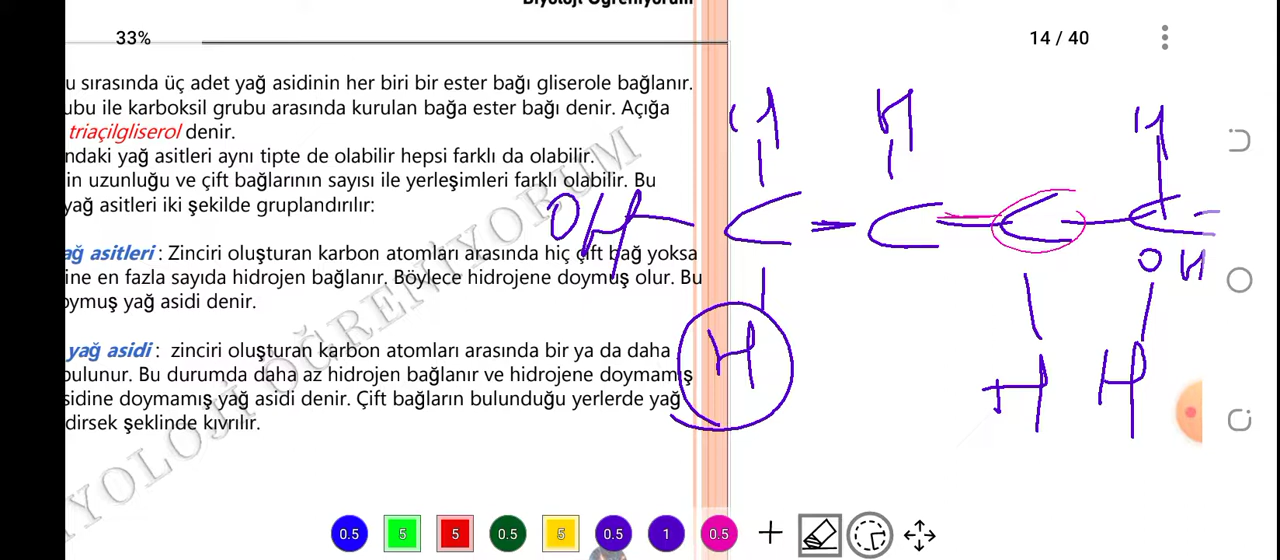 Biyoloji Öğreniyorum
33%
14 / 40
u sırasında üç adet yağ asidinin her biri bir ester bağı gliserole bağlanır.
ubu ile karboksil grubu arasında kurulan bağa ester bağı denir. Açığa
triaçilgliserol denir.
ndaki yağ asitleri aynı tipte de olabilir hepsi farklı da olabilir.
in uzunluğu ve çift bağlarının sayısı ile yerleşimleri farklı olabilir. Bu
yağ asitleri iki şekilde gruplandırılır:
ağ asitleri : Zinciri oluşturan karbon atomları arasında hiç çift bağ yoksa
ine en fazla sayıda hidrojen bağlanır. Böylece hidrojene doymuş olur. Bu
oymuş yağ asidi denir.
yağ asidi : zinciri oluşturan karbon atomları arasında bir ya da daha
bulunur. Bu durumda daha az hidrojen bağlanır ve hidrojene doymamış
sidine doymamış yağ asidi denir. Çift bağların bulunduğu yerlerde yağ
dirsek şeklinde kıvrılır.
BİYOLOJİ ÖĞRENİYORUM
H H H
OH C = C = C - C =
OH
H H H
0.5 5 5 0.5 5 0.5 1 0.5